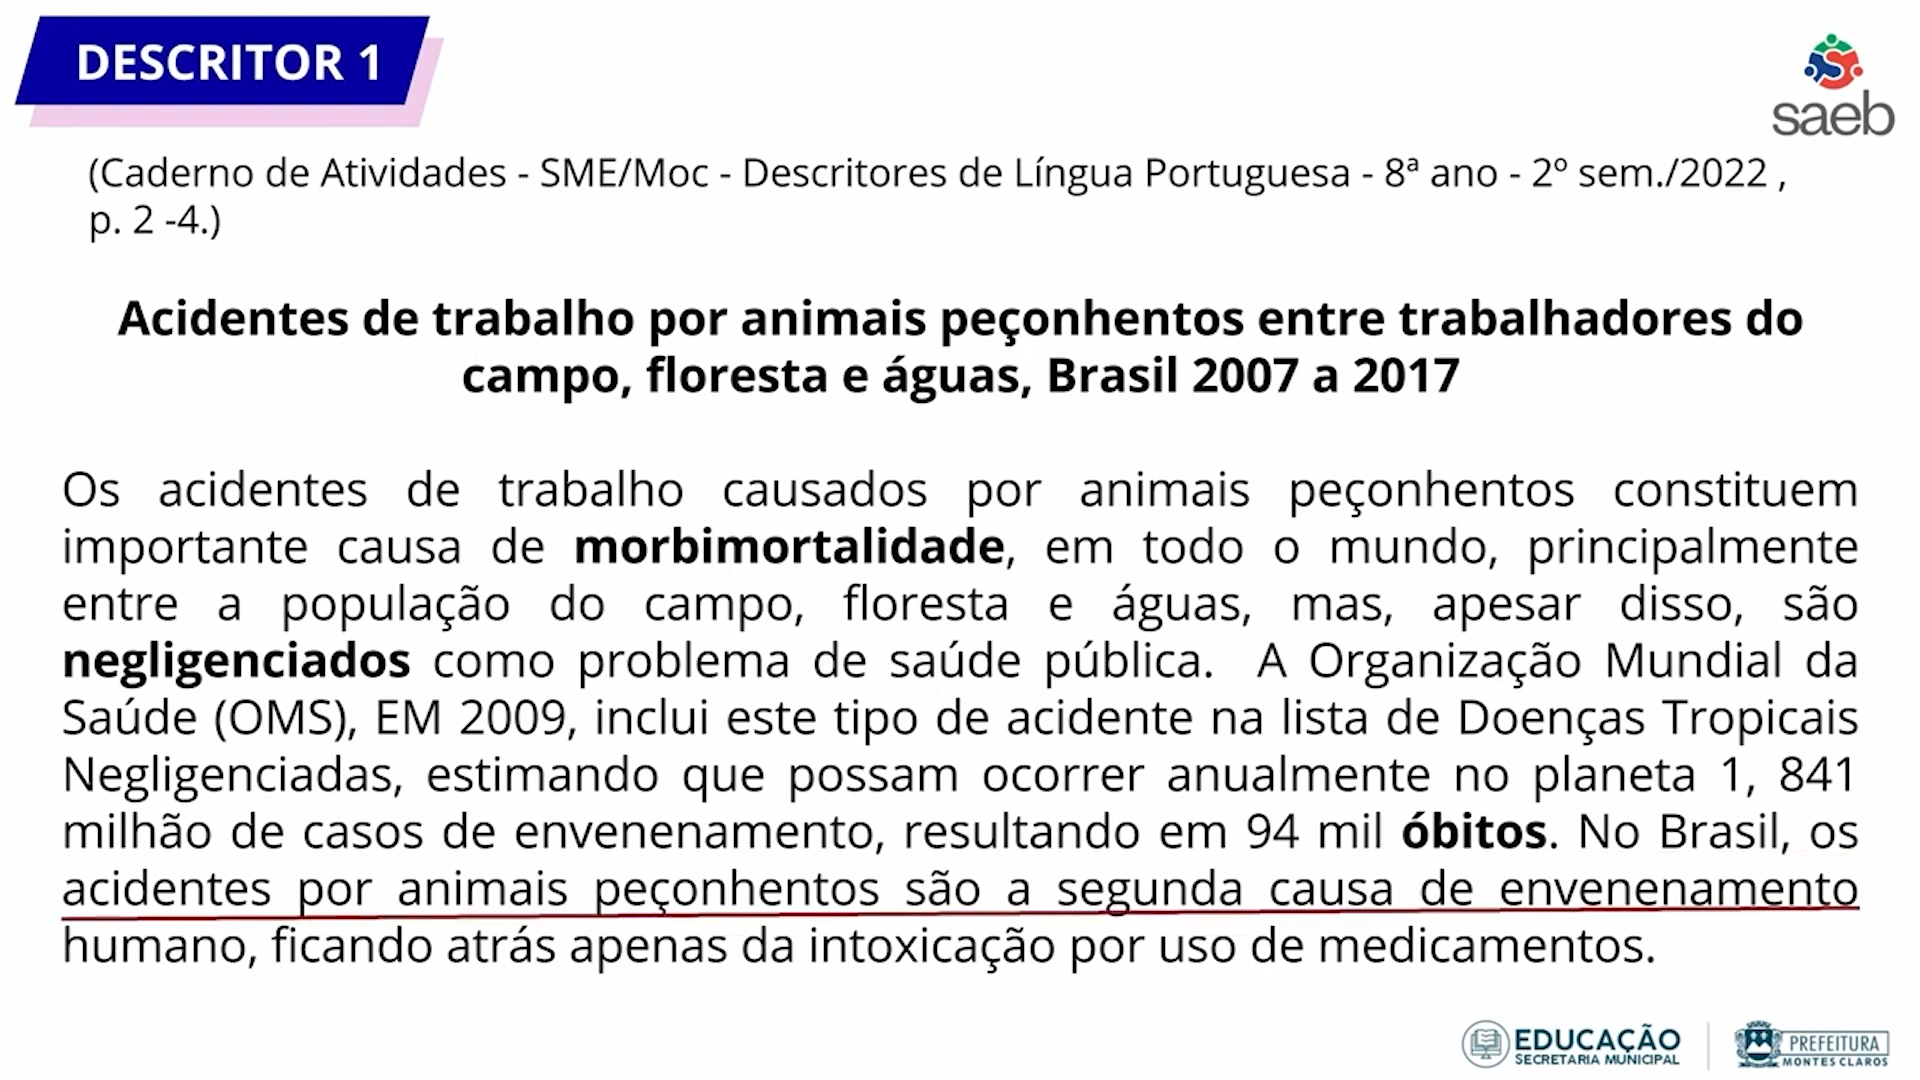 DESCRITOR 1
saeb
(Caderno de Atividades - SME/Moc - Descritores de Língua Portuguesa - 8ª ano - 2º sem./2022 ,
p. 2 -4.)
Acidentes de trabalho por animais peçonhentos entre trabalhadores do
campo, floresta e águas, Brasil 2007 a 2017
Os acidentes de trabalho causados por animais peçonhentos constituem
importante causa de morbimortalidade, em todo o mundo, principalmente
entre a população do campo, floresta e águas, mas, apesar disso, são
negligenciados como problema de saúde pública. A Organização Mundial da
Saúde (OMS), EM 2009, inclui este tipo de acidente na lista de Doenças Tropicais
Negligenciadas, estimando que possam ocorrer anualmente no planeta 1, 841
milhão de casos de envenenamento, resultando em 94 mil óbitos. No Brasil, os
acidentes por animais peçonhentos são a segunda causa de envenenamento
humano, ficando atrás apenas da intoxicação por uso de medicamentos.
EDUCAÇÃO
SECRETARIA MUNICIPAL
PREFEITURA
MONTES CLAROS